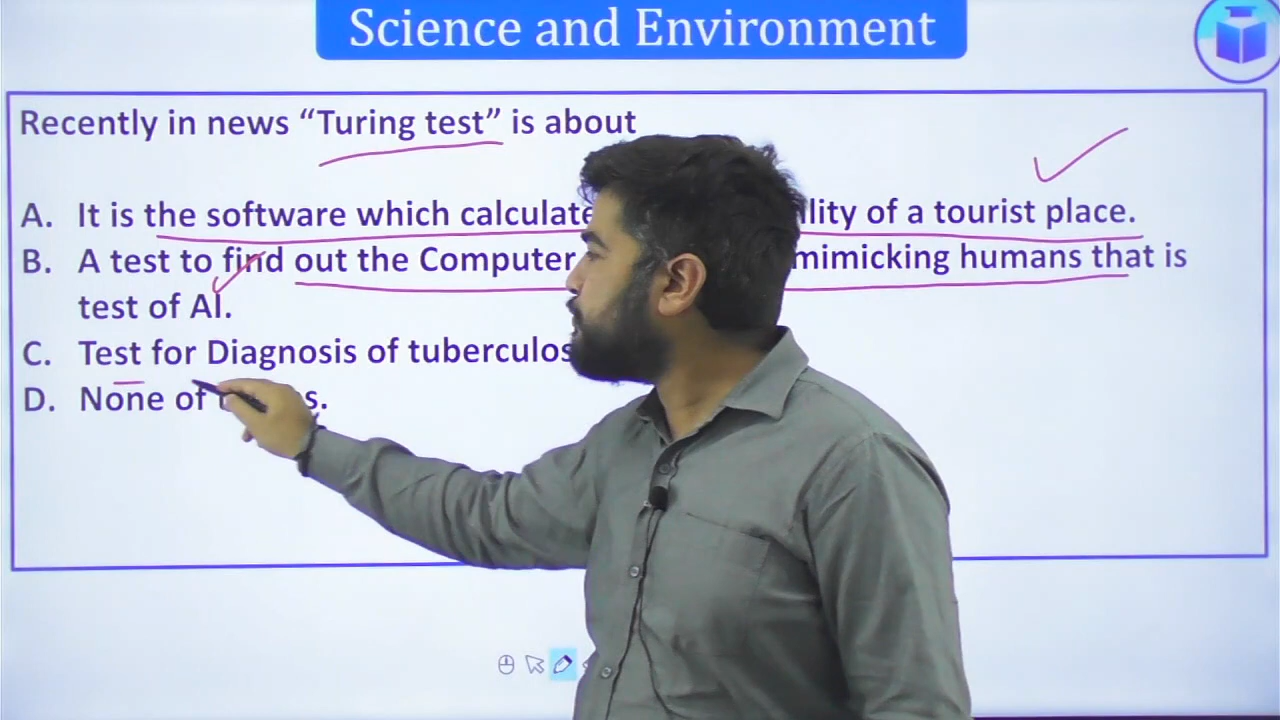 Science and Environment
Recently in news “Turing test” is about
A. It is the software which calculate lity of a tourist place.
B. A test to find out the Computer mimicking humans that is
test of AI.
C. Test for Diagnosis of tuberculos
D. None of s.